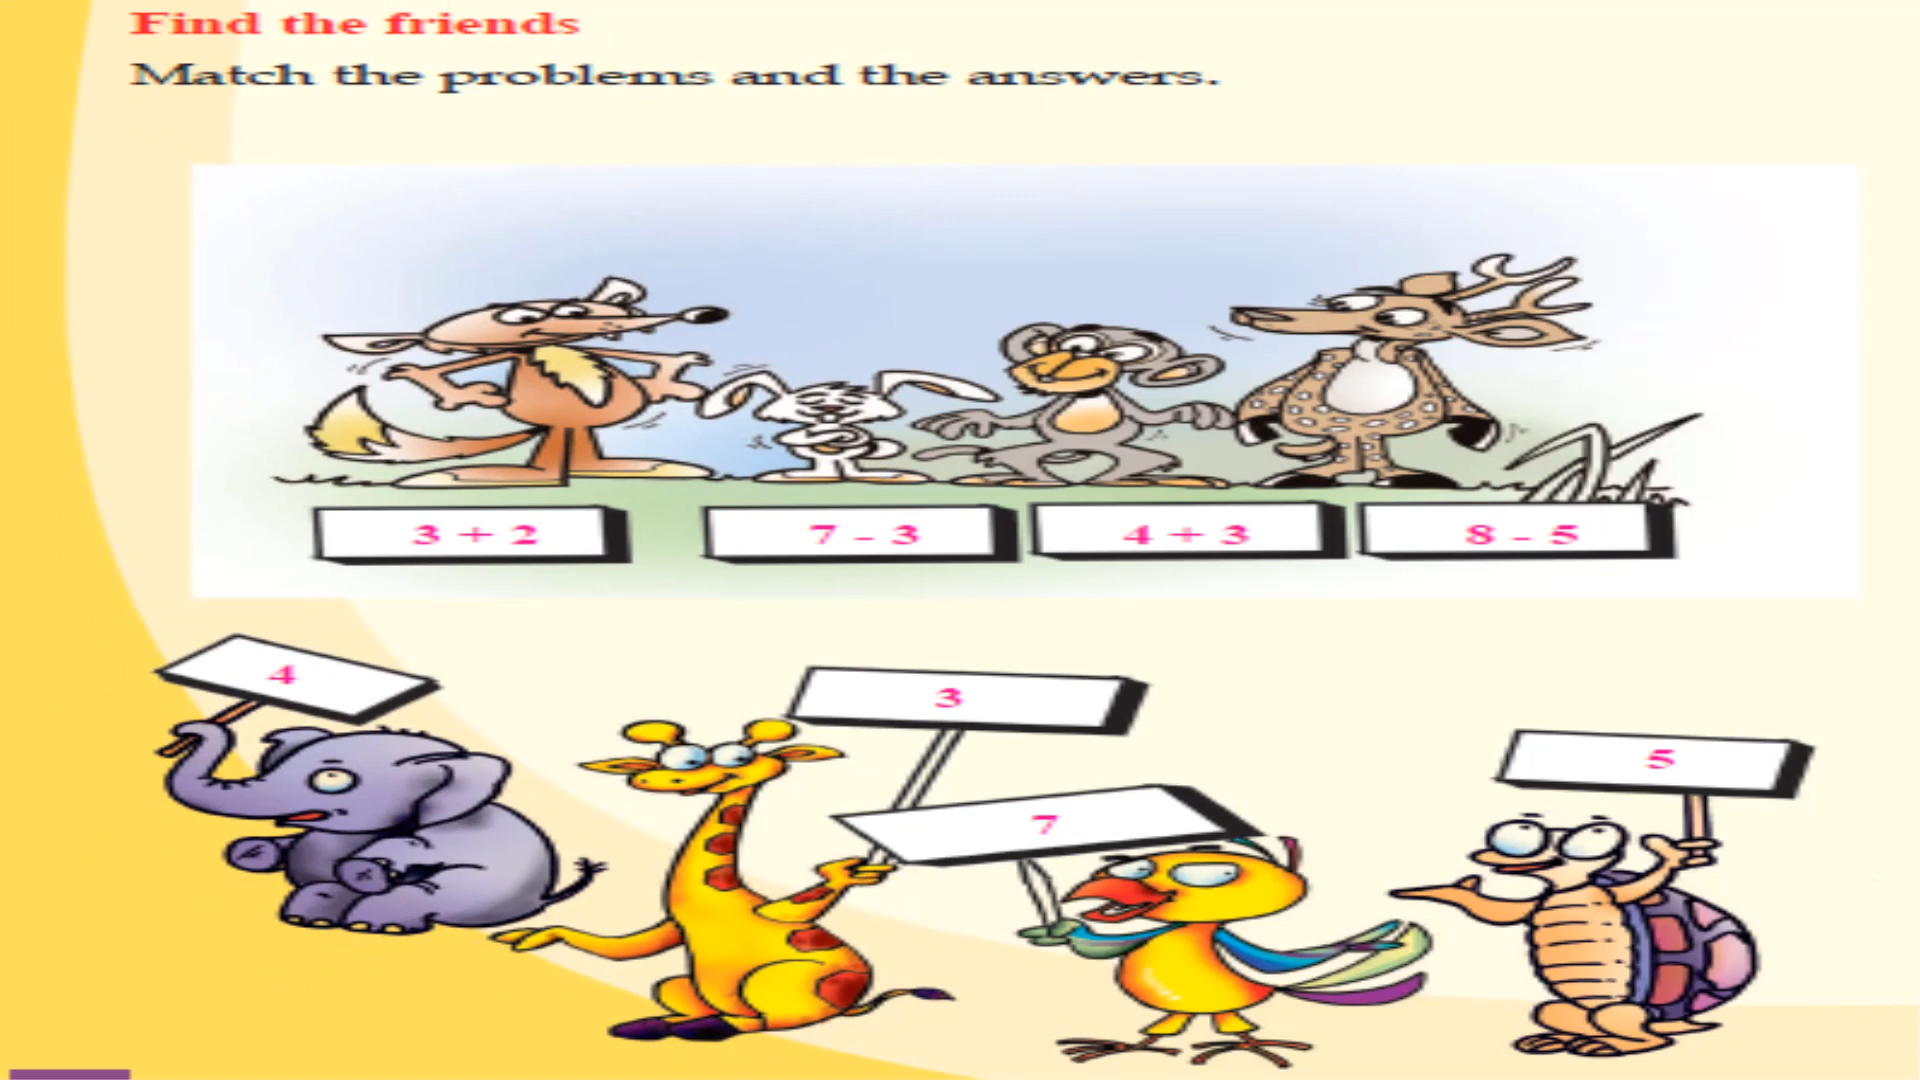 Find the friends
Match the problems and the answers.
3 + 2
7 - 3
4 + 3
8 - 5
4
3
7
5